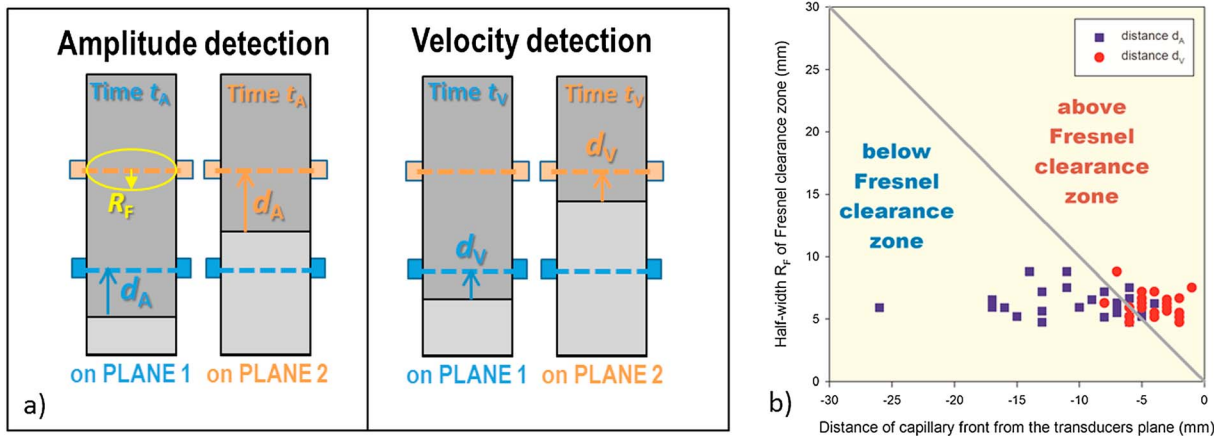 Amplitude detection
Time tA
Time tA
RF
dA
dA
on PLANE 1
on PLANE 2
Velocity detection
Time tV
Time tV
dV
dV
on PLANE 1
on PLANE 2
a)
Half-width RF of Fresnel clearance zone (mm)
30
25
20
15
10
5
0
distance dA
distance dV
below
Fresnel
clearance
zone
above
Fresnel
clearance
zone
-30
-25
-20
-15
-10
-5
0
Distance of capillary front from the transducers plane (mm)
b)